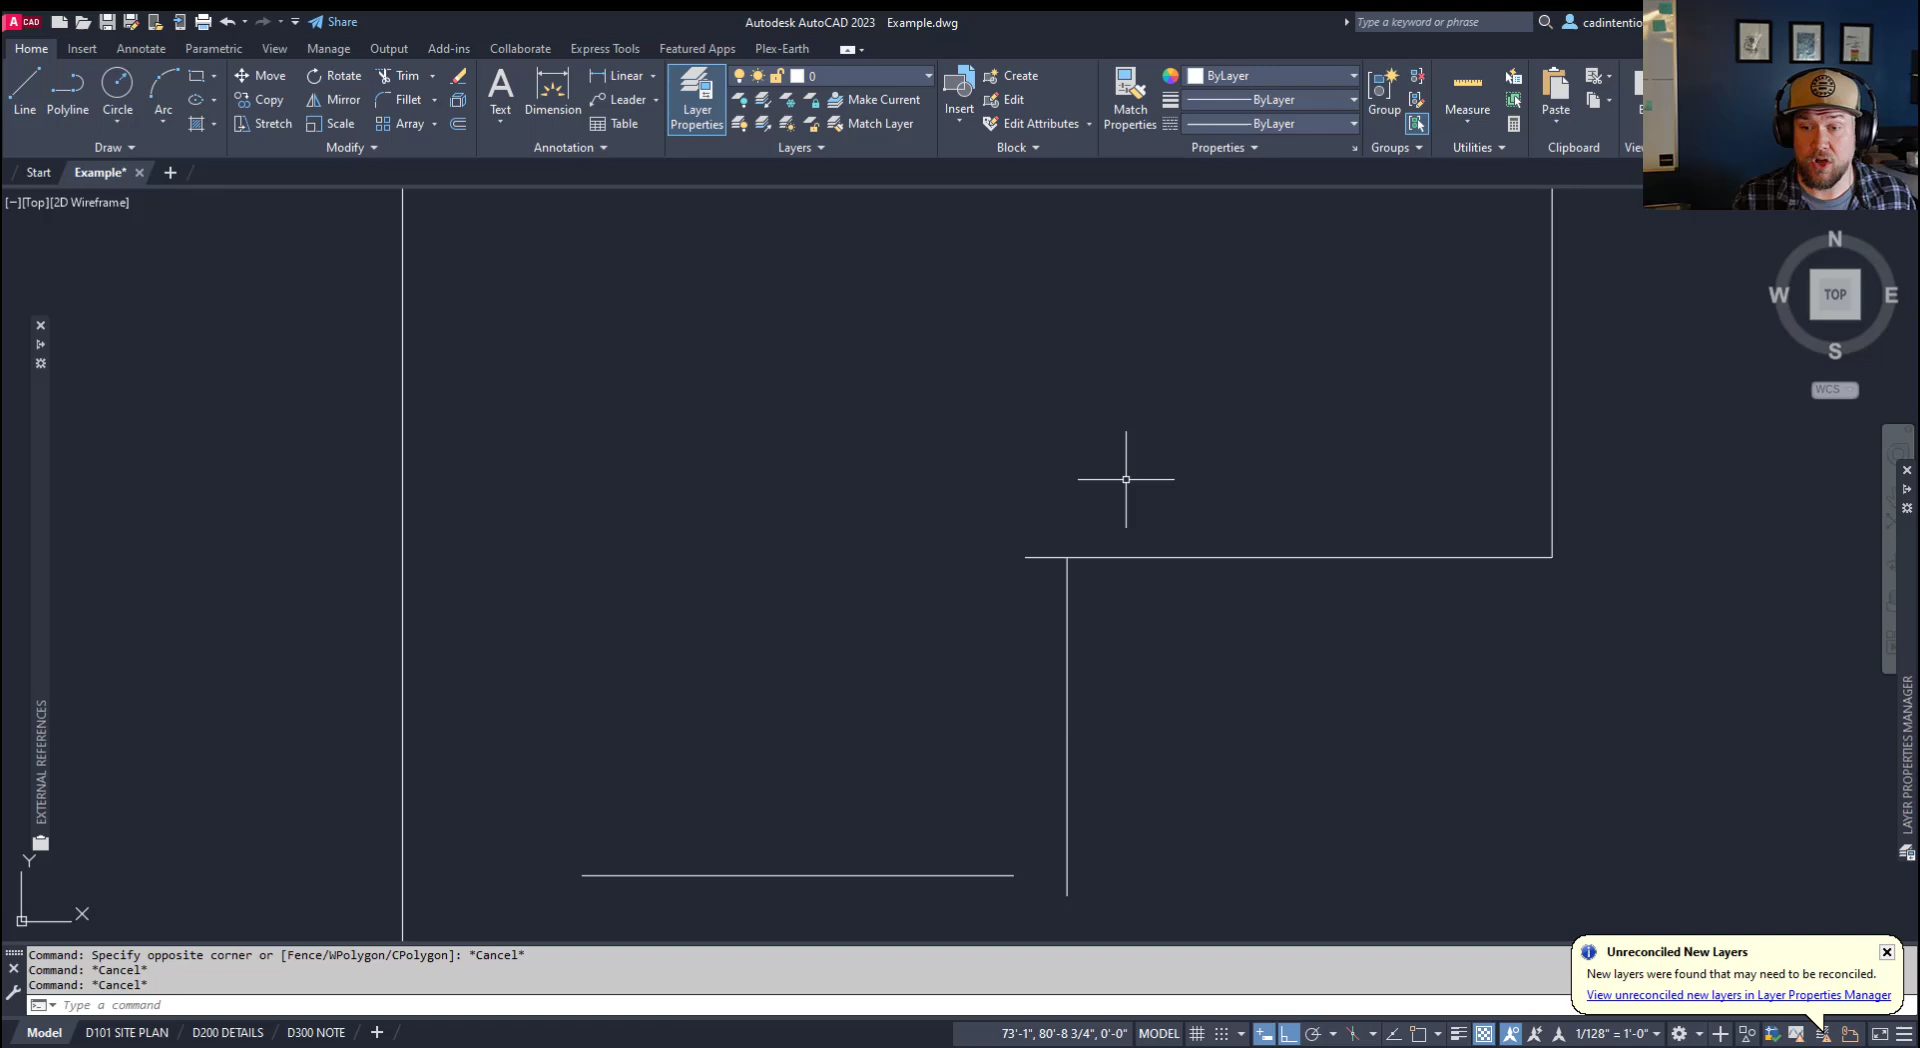 A CAD
Share
Autodesk AutoCAD 2023 Example.dwg
Type a keyword or phrase
cadintentio
Home Insert Annotate Parametric View Manage Output Add-ins Collaborate Express Tools Featured Apps Plex-Earth
Line Polyline Circle Arc
Move Rotate Trim
Copy Mirror Fillet
Stretch Scale Array
Text Dimension
Linear
Leader
Table
Layer Properties
0
Make Current
Match Layer
Insert
Create
Edit
Edit Attributes
Match Properties
ByLayer
ByLayer
ByLayer
Group
Measure
Paste
Draw Modify Annotation Layers Block Properties Groups Utilities Clipboard
Start Example*
[−][Top][2D Wireframe]
N
W TOP E
S
WCS
EXTERNAL REFERENCES
LAYER PROPERTIES MANAGER
Y
X
Command: Specify opposite corner or [Fence/WPolygon/CPolygon]: *Cancel*
Command: *Cancel*
Command: *Cancel*
Type a command
Unreconciled New Layers
New layers were found that may need to be reconciled.
View unreconciled new layers in Layer Properties Manager
Model D101 SITE PLAN D200 DETAILS D300 NOTE
73'-1", 80'-8 3/4", 0'-0" MODEL 1/128" = 1'-0"